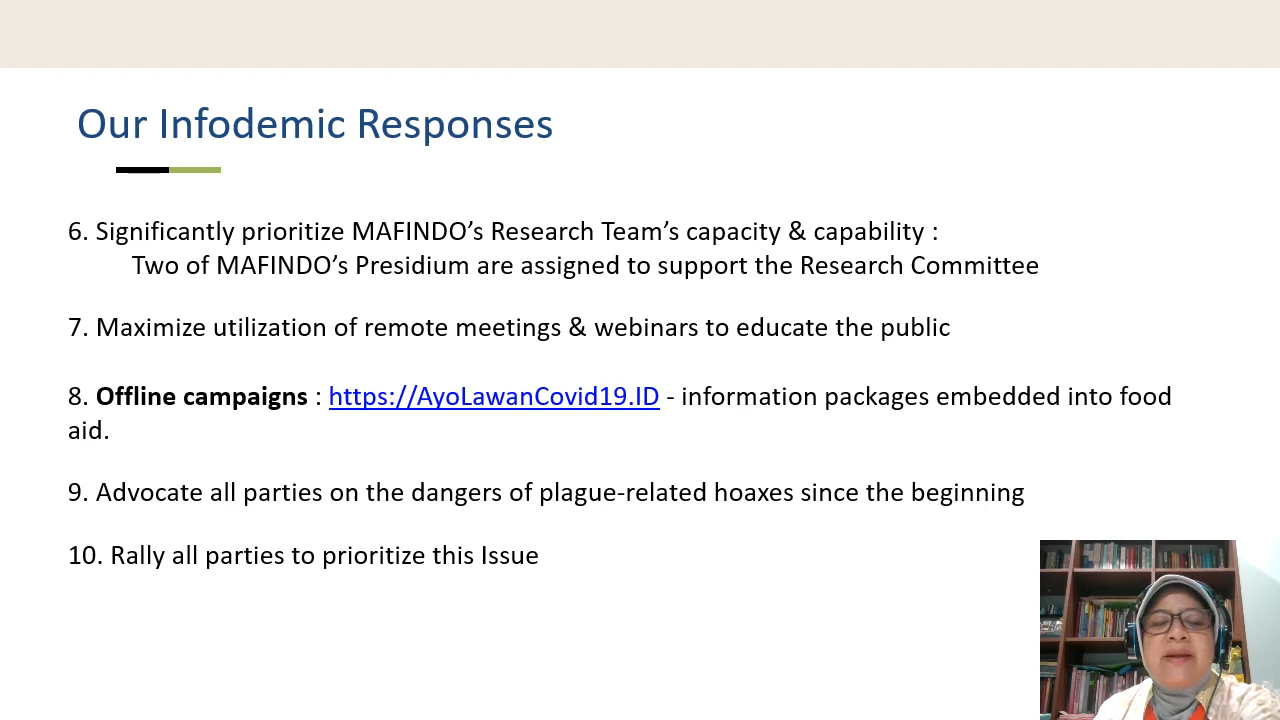 Our Infodemic Responses
6. Significantly prioritize MAFINDO’s Research Team’s capacity & capability :
Two of MAFINDO’s Presidium are assigned to support the Research Committee
7. Maximize utilization of remote meetings & webinars to educate the public
8. Offline campaigns : https://AyoLawanCovid19.ID - information packages embedded into food
aid.
9. Advocate all parties on the dangers of plague-related hoaxes since the beginning
10. Rally all parties to prioritize this Issue